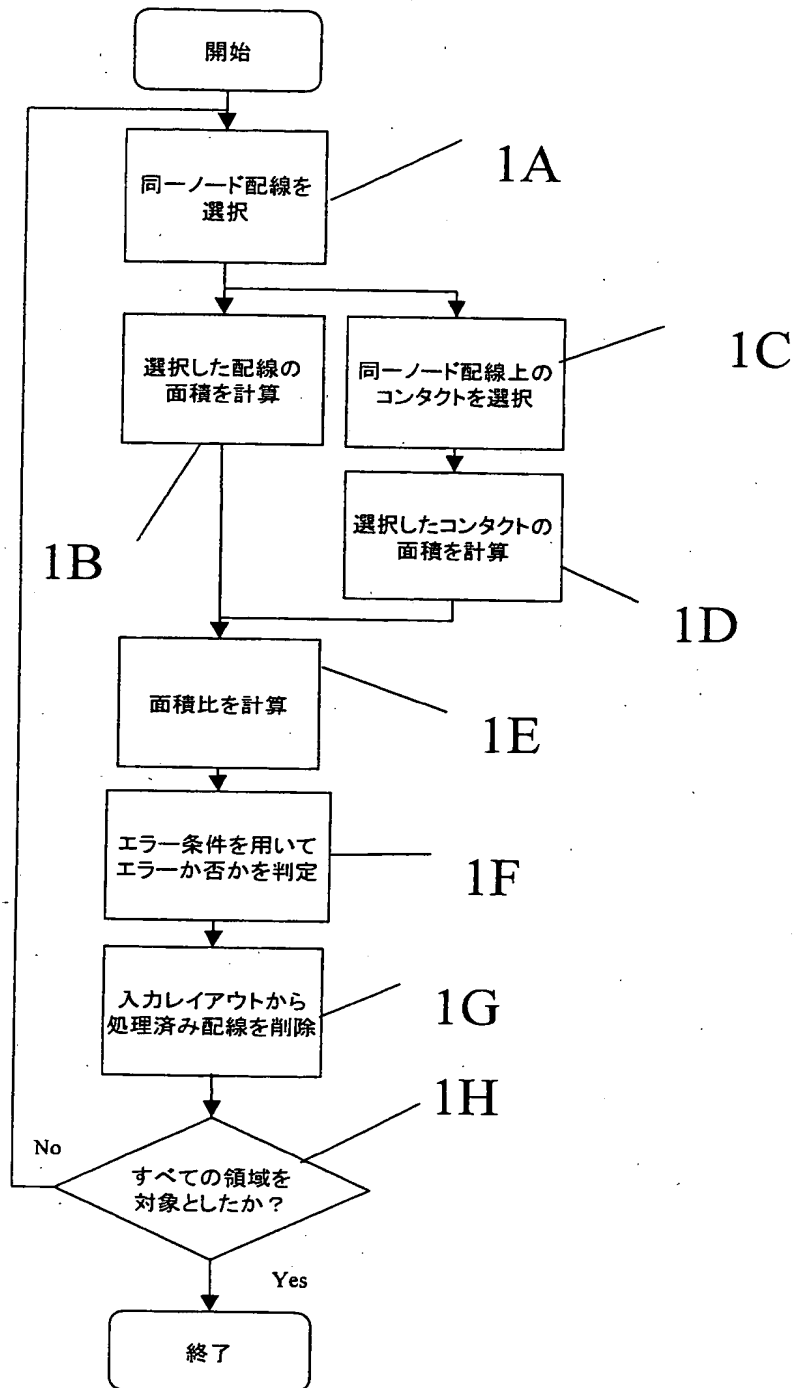 開始
同一ノード配線を
選択
1A
選択した配線の
面積を計算
1B
同一ノード配線上の
コンタクトを選択
1C
選択したコンタクトの
面積を計算
1D
面積比を計算
1E
エラー条件を用いて
エラーか否かを判定
1F
入力レイアウトから
処理済み配線を削除
1G
すべての領域を
対象としたか？
1H
No
Yes
終了